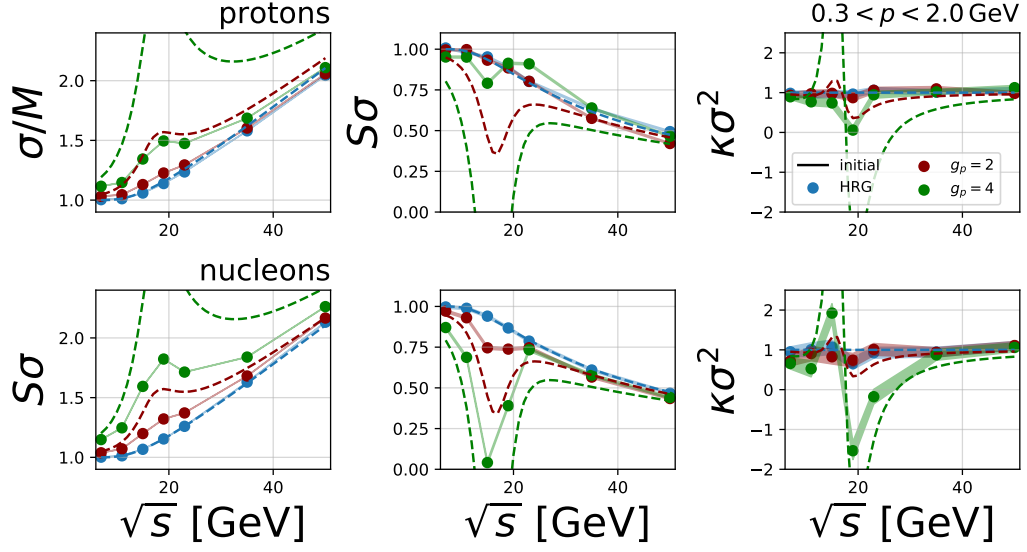 protons
0.3 < p < 2.0 GeV
σ/M
2.0
1.5
1.0
20
40
Sσ
1.00
0.75
0.50
0.25
0.00
20
40
κσ²
2
1
0
−1
−2
20
40
initial
HRG
g_p = 2
g_p = 4
nucleons
Sσ
2.0
1.5
1.0
20
40
√s [GeV]
1.00
0.75
0.50
0.25
0.00
20
40
√s [GeV]
κσ²
2
1
0
−1
−2
20
40
√s [GeV]